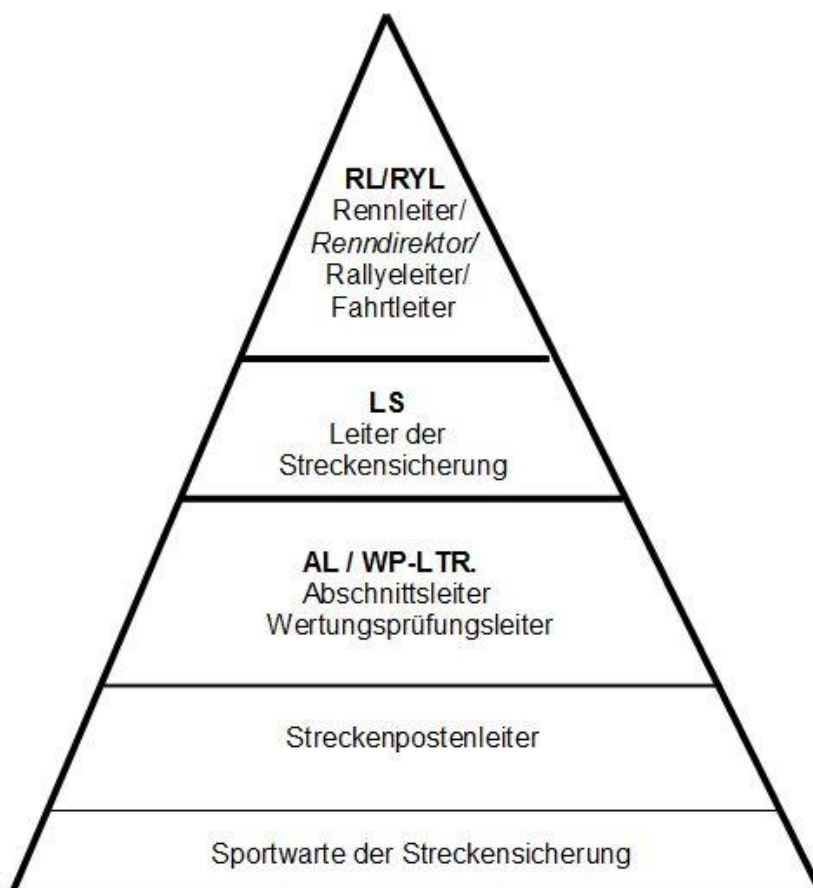 RL/RYL
Rennleiter/
Renndirektor/
Rallyeleiter/
Fahrtleiter
LS
Leiter der
Streckensicherung
AL / WP-LTR.
Abschnittsleiter
Wertungsprüfungsleiter
Streckenpostenleiter
Sportwarte der Streckensicherung